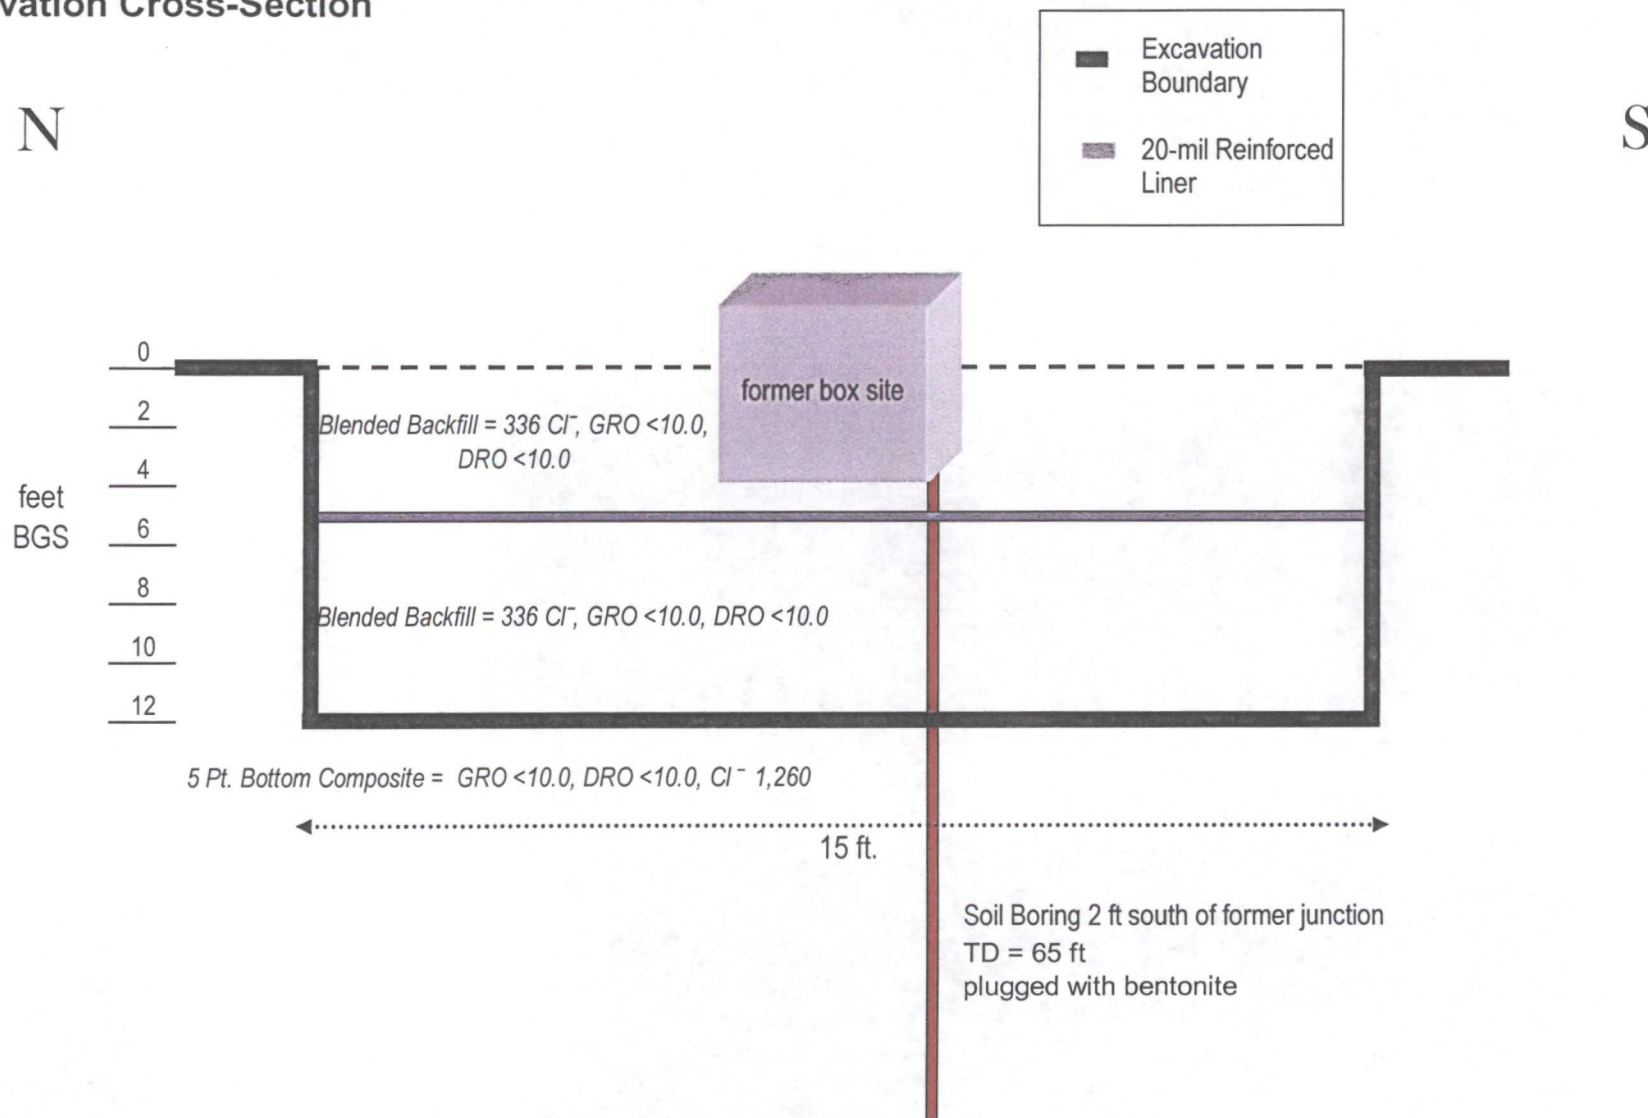 vation Cross-Section
Excavation
Boundary
20-mil Reinforced
Liner
N
S
0
2
4
6
8
10
12
feet
BGS
former box site
Blended Backfill = 336 Cl⁻, GRO <10.0,
DRO <10.0
Blended Backfill = 336 Cl⁻, GRO <10.0, DRO <10.0
5 Pt. Bottom Composite = GRO <10.0, DRO <10.0, Cl⁻ 1,260
15 ft.
Soil Boring 2 ft south of former junction
TD = 65 ft
plugged with bentonite